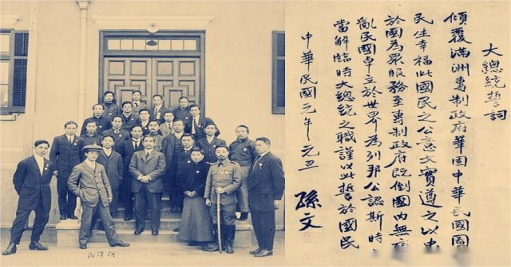 大總統誓詞
傾覆滿洲專制政府鞏固中華民國圖謀
民生幸福此國民之公意文實遵之以忠
於國為眾服務至專制政府既倒國內無變
亂民國卓立於世界為列邦公認斯時文
當解臨時大總統之職謹以此誓於國民
中華民國元年元旦
孫文